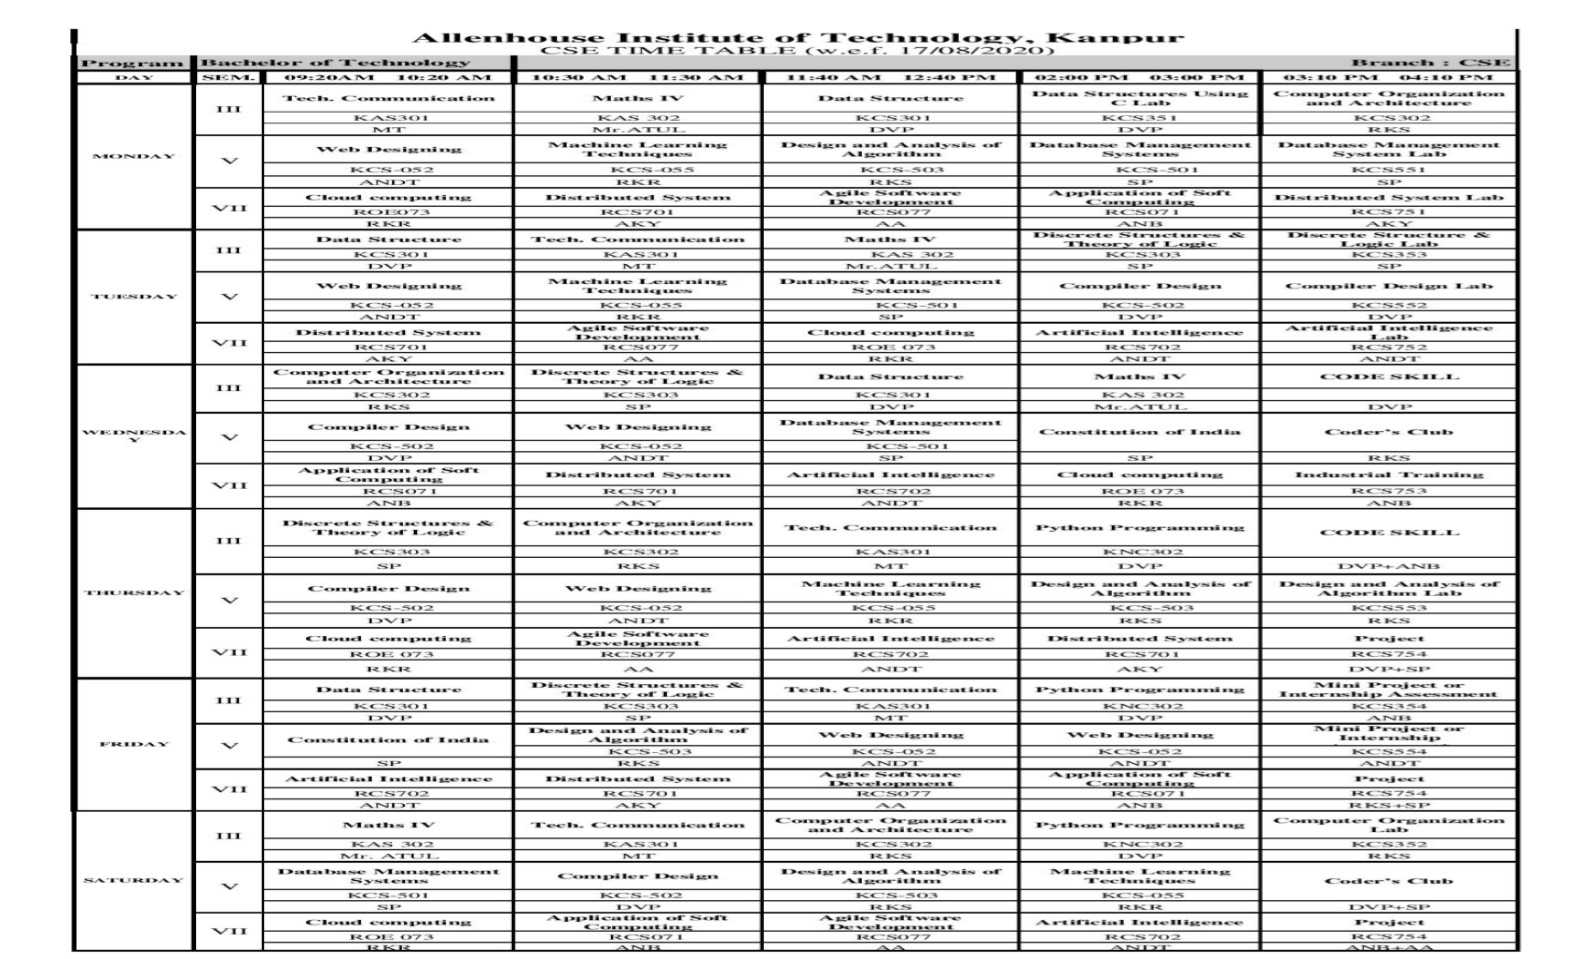 Allenhouse Institute of Technology, Kanpur
CSE TIME TABLE (w.e.f. 17/08/2020)
Program Bachelor of Technology Branch : CSE
DAY SEM. 09:20AM 10:20 AM 10:30 AM 11:30 AM 11:40 AM 12:40 PM 02:00 PM 03:00 PM 03:10 PM 04:10 PM
MONDAY
III
Tech. Communication Maths IV Data Structure Data Structures Using C Lab Computer Organization and Architecture
KAS301 KAS 302 KCS301 KCS351 KCS302
MT Mr.ATUL DVP DVP RKS
V
Web Designing Machine Learning Techniques Design and Analysis of Algorithm Database Management Systems Database Management System Lab
KCS-052 KCS-055 KCS-503 KCS-501 KCS551
ANDT RKR RKS SP SP
VII
Cloud computing Distributed System Agile Software Development Application of Soft Computing Distributed System Lab
ROE073 RCS701 RCS077 RCS071 RCS751
RKR AKY AA ANB AKY
TUESDAY
III
Data Structure Tech. Communication Maths IV Discrete Structures & Theory of Logic Discrete Structure & Logic Lab
KCS301 KAS301 KAS 302 KCS303 KCS353
DVP MT Mr.ATUL SP SP
V
Web Designing Machine Learning Techniques Database Management Systems Compiler Design Compiler Design Lab
KCS-052 KCS-055 KCS-501 KCS-502 KCS552
ANDT RKR SP DVP DVP
VII
Distributed System Agile Software Development Cloud computing Artificial Intelligence Artificial Intelligence Lab
RCS701 RCS077 ROE 073 RCS702 RCS752
AKY AA RKR ANDT ANDT
WEDNESDA
Y
III
Computer Organization and Architecture Discrete Structures & Theory of Logic Data Structure Maths IV CODE SKILL
KCS302 KCS303 KCS301 KAS 302
RKS SP DVP Mr.ATUL DVP
V
Compiler Design Web Designing Database Management Systems Constitution of India Coder's Club
KCS-502 KCS-052 KCS-501
DVP ANDT SP SP RKS
VII
Application of Soft Computing Distributed System Artificial Intelligence Cloud computing Industrial Training
RCS071 RCS701 RCS702 ROE 073 RCS753
ANB AKY ANDT RKR ANB
THURSDAY
III
Discrete Structures & Theory of Logic Computer Organization and Architecture Tech. Communication Python Programming CODE SKILL
KCS303 KCS302 KAS301 KNC302
SP RKS MT DVP DVP+ANB
V
Compiler Design Web Designing Machine Learning Techniques Design and Analysis of Algorithm Design and Analysis of Algorithm Lab
KCS-502 KCS-052 KCS-055 KCS-503 KCS553
DVP ANDT RKR RKS RKS
VII
Cloud computing Agile Software Development Artificial Intelligence Distributed System Project
ROE 073 RCS077 RCS702 RCS701 RCS754
RKR AA ANDT AKY DVP+SP
FRIDAY
III
Data Structure Discrete Structures & Theory of Logic Tech. Communication Python Programming Mini Project or Internship Assessment
KCS301 KCS303 KAS301 KNC302 KCS354
DVP SP MT DVP ANB
V
Constitution of India Design and Analysis of Algorithm Web Designing Web Designing Mini Project or Internship
KCS-503 KCS-052 KCS-052 KCS554
SP RKS ANDT ANDT ANDT
VII
Artificial Intelligence Distributed System Agile Software Development Application of Soft Computing Project
RCS702 RCS701 RCS077 RCS071 RCS754
ANDT AKY AA ANB RKS+SP
SATURDAY
III
Maths IV Tech. Communication Computer Organization and Architecture Python Programming Computer Organization Lab
KAS 302 KAS301 KCS302 KNC302 KCS352
Mr. ATUL MT RKS DVP RKS
V
Database Management Systems Compiler Design Design and Analysis of Algorithm Machine Learning Techniques Coder's Club
KCS-501 KCS-502 KCS-503 KCS-055
SP DVP RKS RKR DVP+SP
VII
Cloud computing Application of Soft Computing Agile Software Development Artificial Intelligence Project
ROE 073 RCS071 RCS077 RCS702 RCS754
RKR ANB AA ANDT ANB+AA